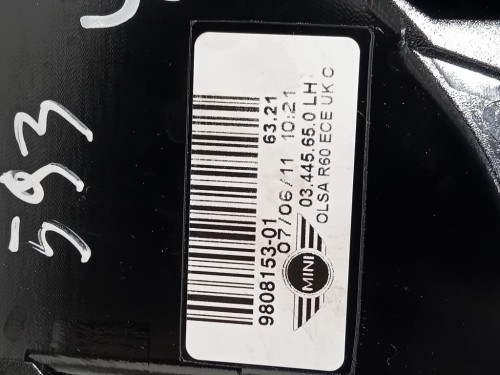 593
9808153-01 63.21
07/06/11 10:21
03.445.65.0 LH
OLSA R60 ECE UK C
MINI